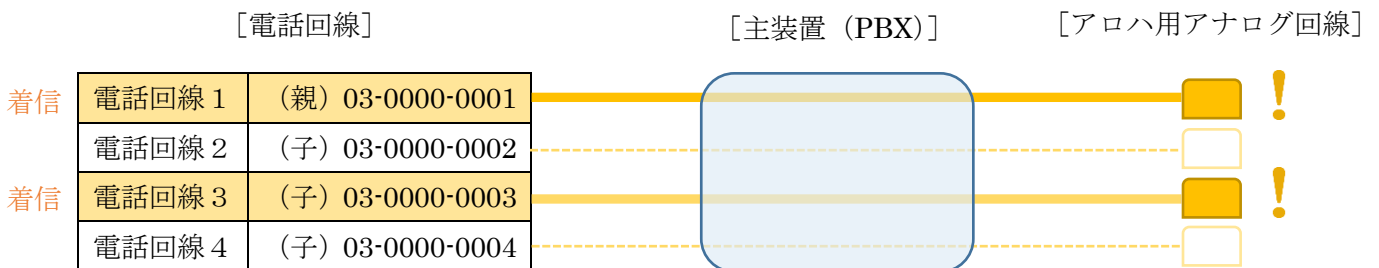 ［電話回線］ ［主装置（PBX）］ ［アロハ用アナログ回線］
着信 電話回線１ （親）03-0000-0001 !
電話回線２ （子）03-0000-0002
着信 電話回線３ （子）03-0000-0003 !
電話回線４ （子）03-0000-0004